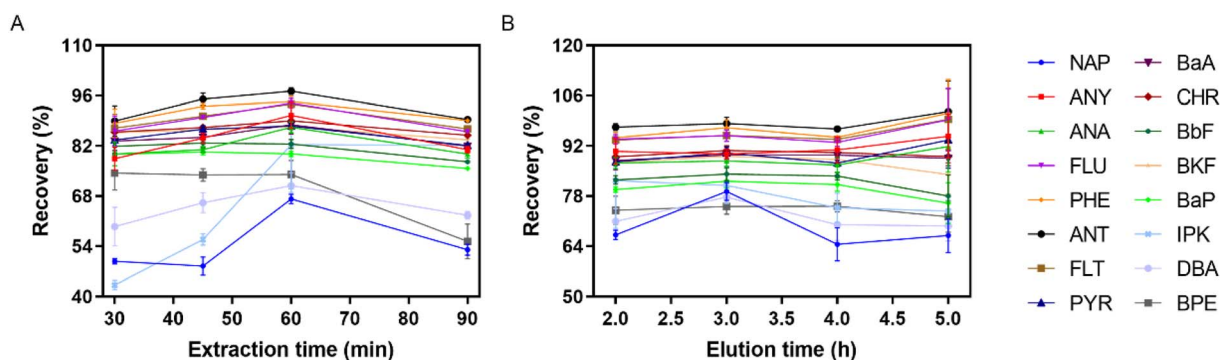 A
B
Recovery (%)
110
96
82
68
54
40
30 40 50 60 70 80 90
Extraction time (min)
Recovery (%)
120
106
92
78
64
50
2.0 2.5 3.0 3.5 4.0 4.5 5.0
Elution time (h)
NAP BaA
ANY CHR
ANA BbF
FLU BKF
PHE BaP
ANT IPK
FLT DBA
PYR BPE